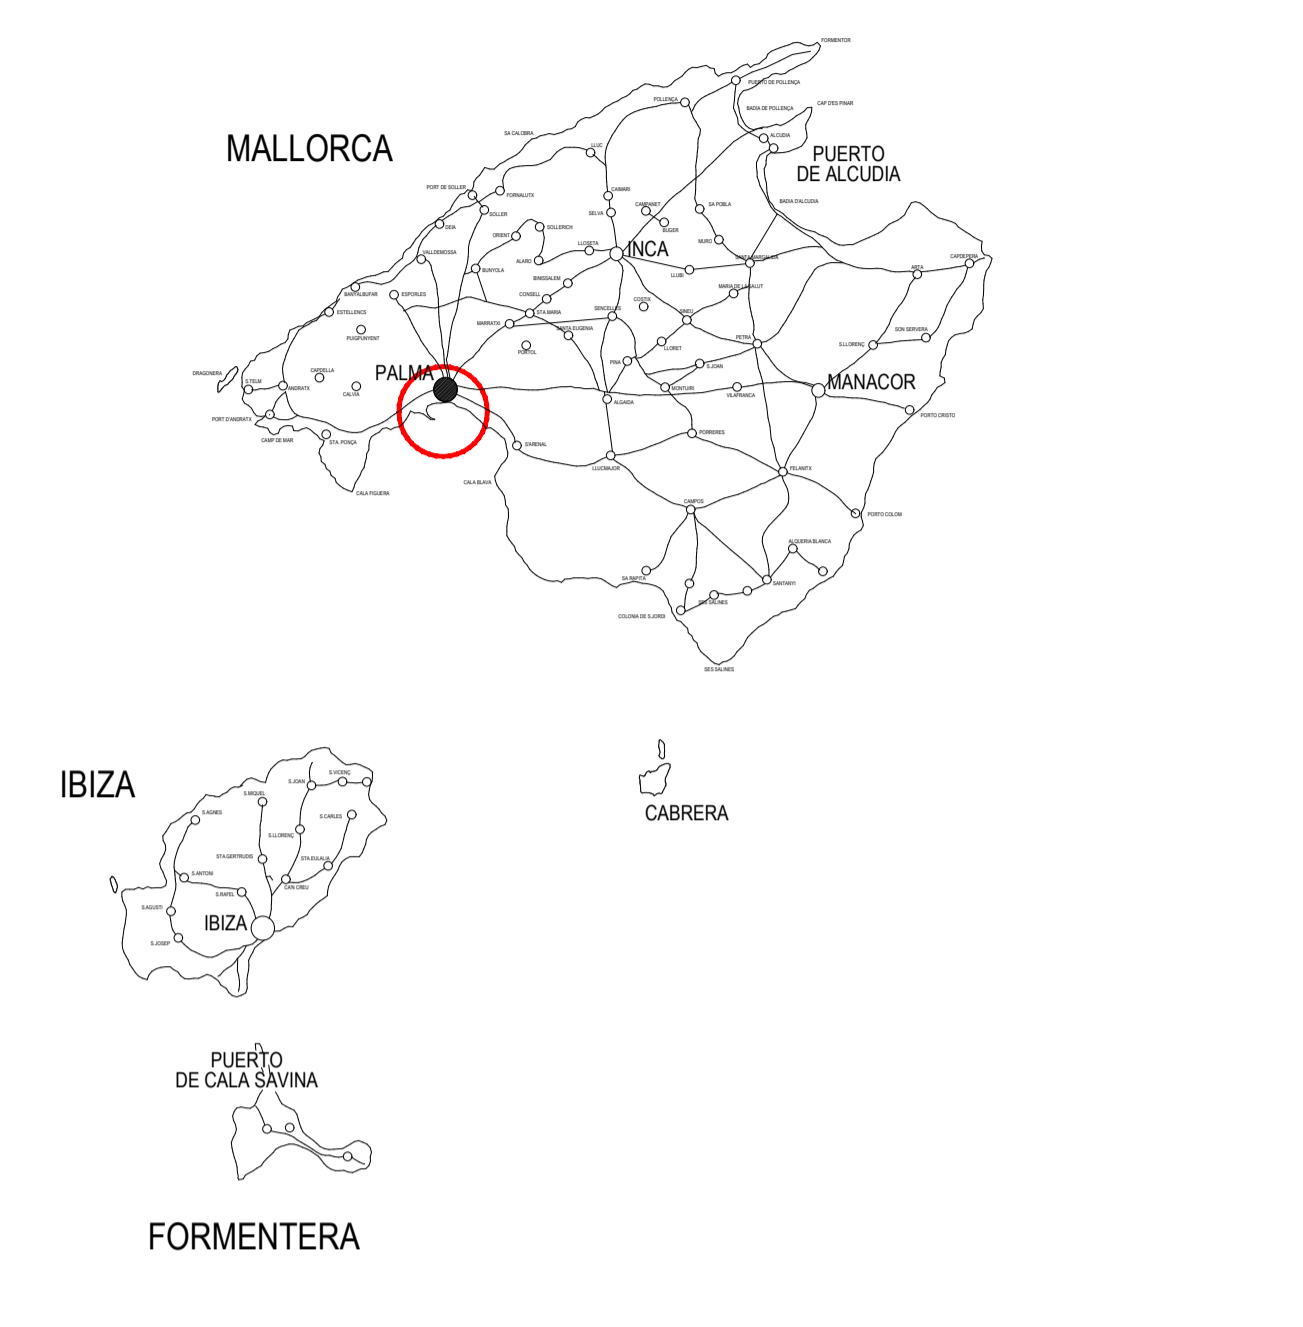 FORMENTOR
PUERTO DE POLLENÇA
POLLENÇA
BADIA DE POLLENÇA
CAP D'ES PINAR
MALLORCA
SA CALOBRA
ALCUDIA
LLUC
PUERTO
DE ALCUDIA
PORT DE SOLLER
FORNALUTX
CAIMARI
CAMPANET
SA POBLA
BADIA D'ALCUDIA
SOLLER
SELVA
DEIA
SOLLERICH
BUGER
ORIENT
LLOSETA
INCA
MURO
VALLDEMOSSA
ALARO
SANTA MARGALIDA
CAPDEPERA
BUNYOLA
LLUBI
ARTA
BINISSALEM
MARIA DE LA SALUT
BANYALBUFAR
ESPORLES
CONSELL
COSTIX
ESTELLENCS
STA.MARIA
SENCELLES
SINEU
MARRATXI
SANTA EUGENIA
SON SERVERA
PUIGPUNYENT
PETRA
S.LLORENÇ
PORTOL
LLORET
PINA
S.JOAN
DRAGONERA
CAPDELLA
PALMA
S.TELM
ANDRATX
CALVIA
MONTUIRI
VILAFRANCA
MANACOR
ALGAIDA
PORTO CRISTO
PORT D'ANDRATX
CAMP DE MAR
STA. PONÇA
S'ARENAL
PORRERES
LLUCMAJOR
FELANITX
CALA BLAVA
CALA FIGUERA
CAMPOS
PORTO COLOM
ALQUERIA BLANCA
SA RAPITA
SANTANYI
SES SALINES
COLONIA DE S.JORDI
SES SALINES
IBIZA
S.VICENÇ
S.JOAN
S.MIQUEL
S.AGNES
S.CARLES
CABRERA
S.LLORENÇ
STA.GERTRUDIS
STA.EULALIA
S.ANTONI
CAN CREU
S.RAFEL
S.AGUSTI
IBIZA
S.JOSEP
PUERTO
DE CALA SAVINA
FORMENTERA